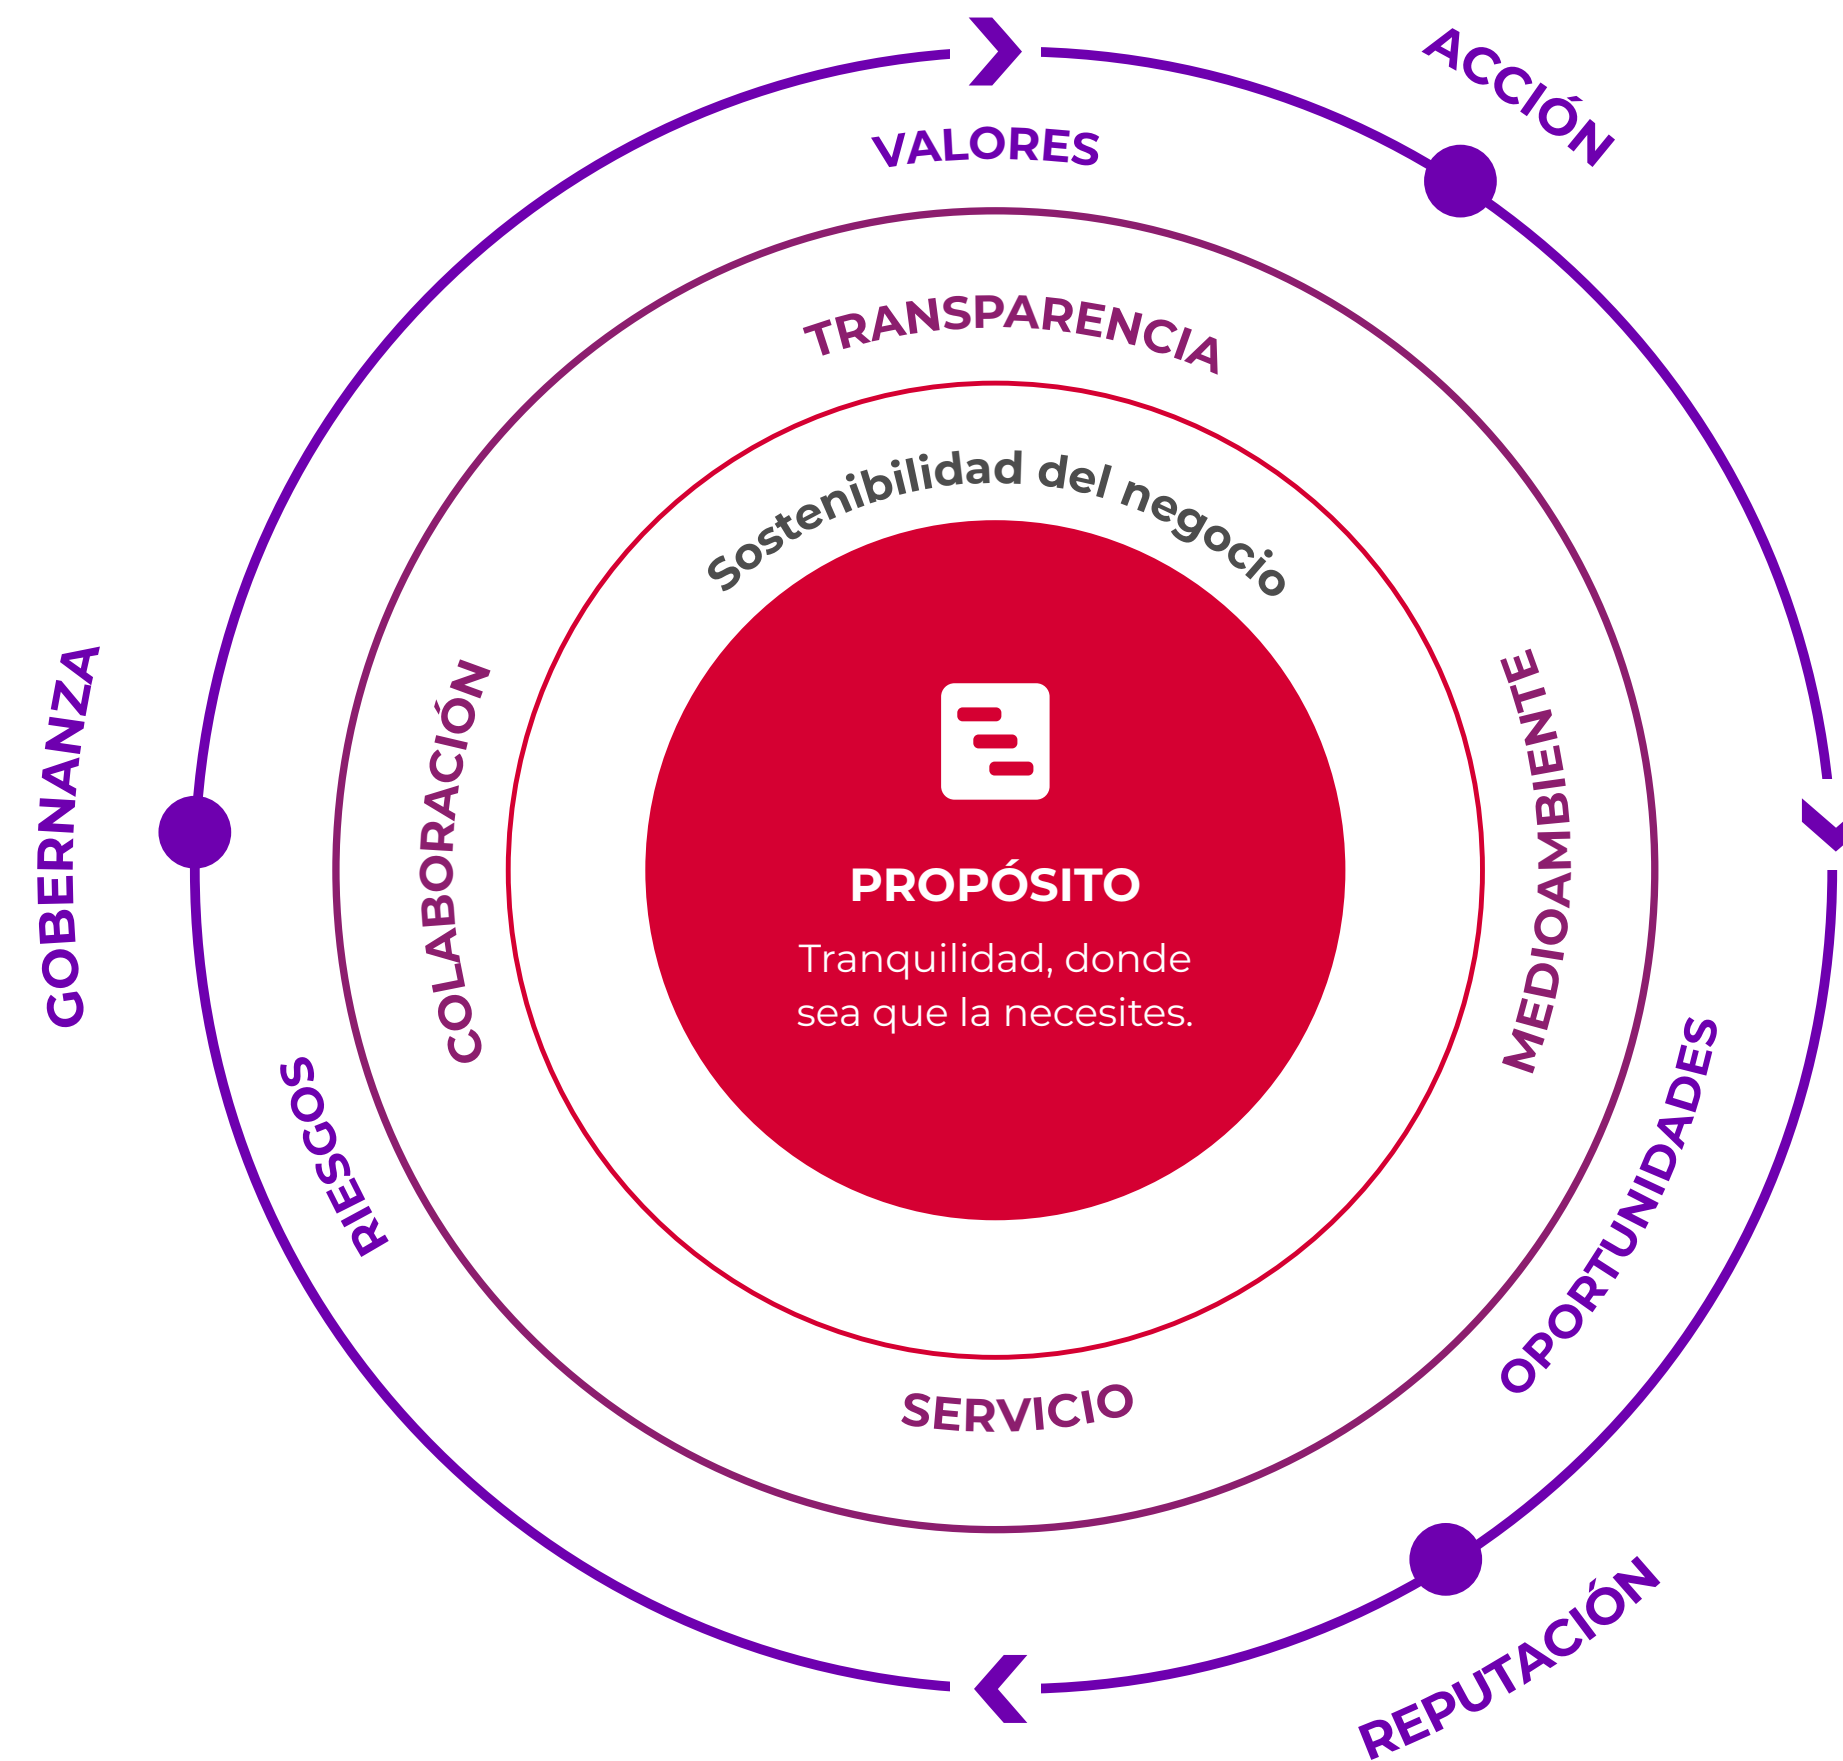 ACCIÓN
VALORES
TRANSPARENCIA
Sostenibilidad del negocio
GOBERNANZA
COLABORACIÓN
MEDIOAMBIENTE
PROPÓSITO
Tranquilidad, donde
sea que la necesites.
RIESGOS
OPORTUNIDADES
SERVICIO
REPUTACIÓN